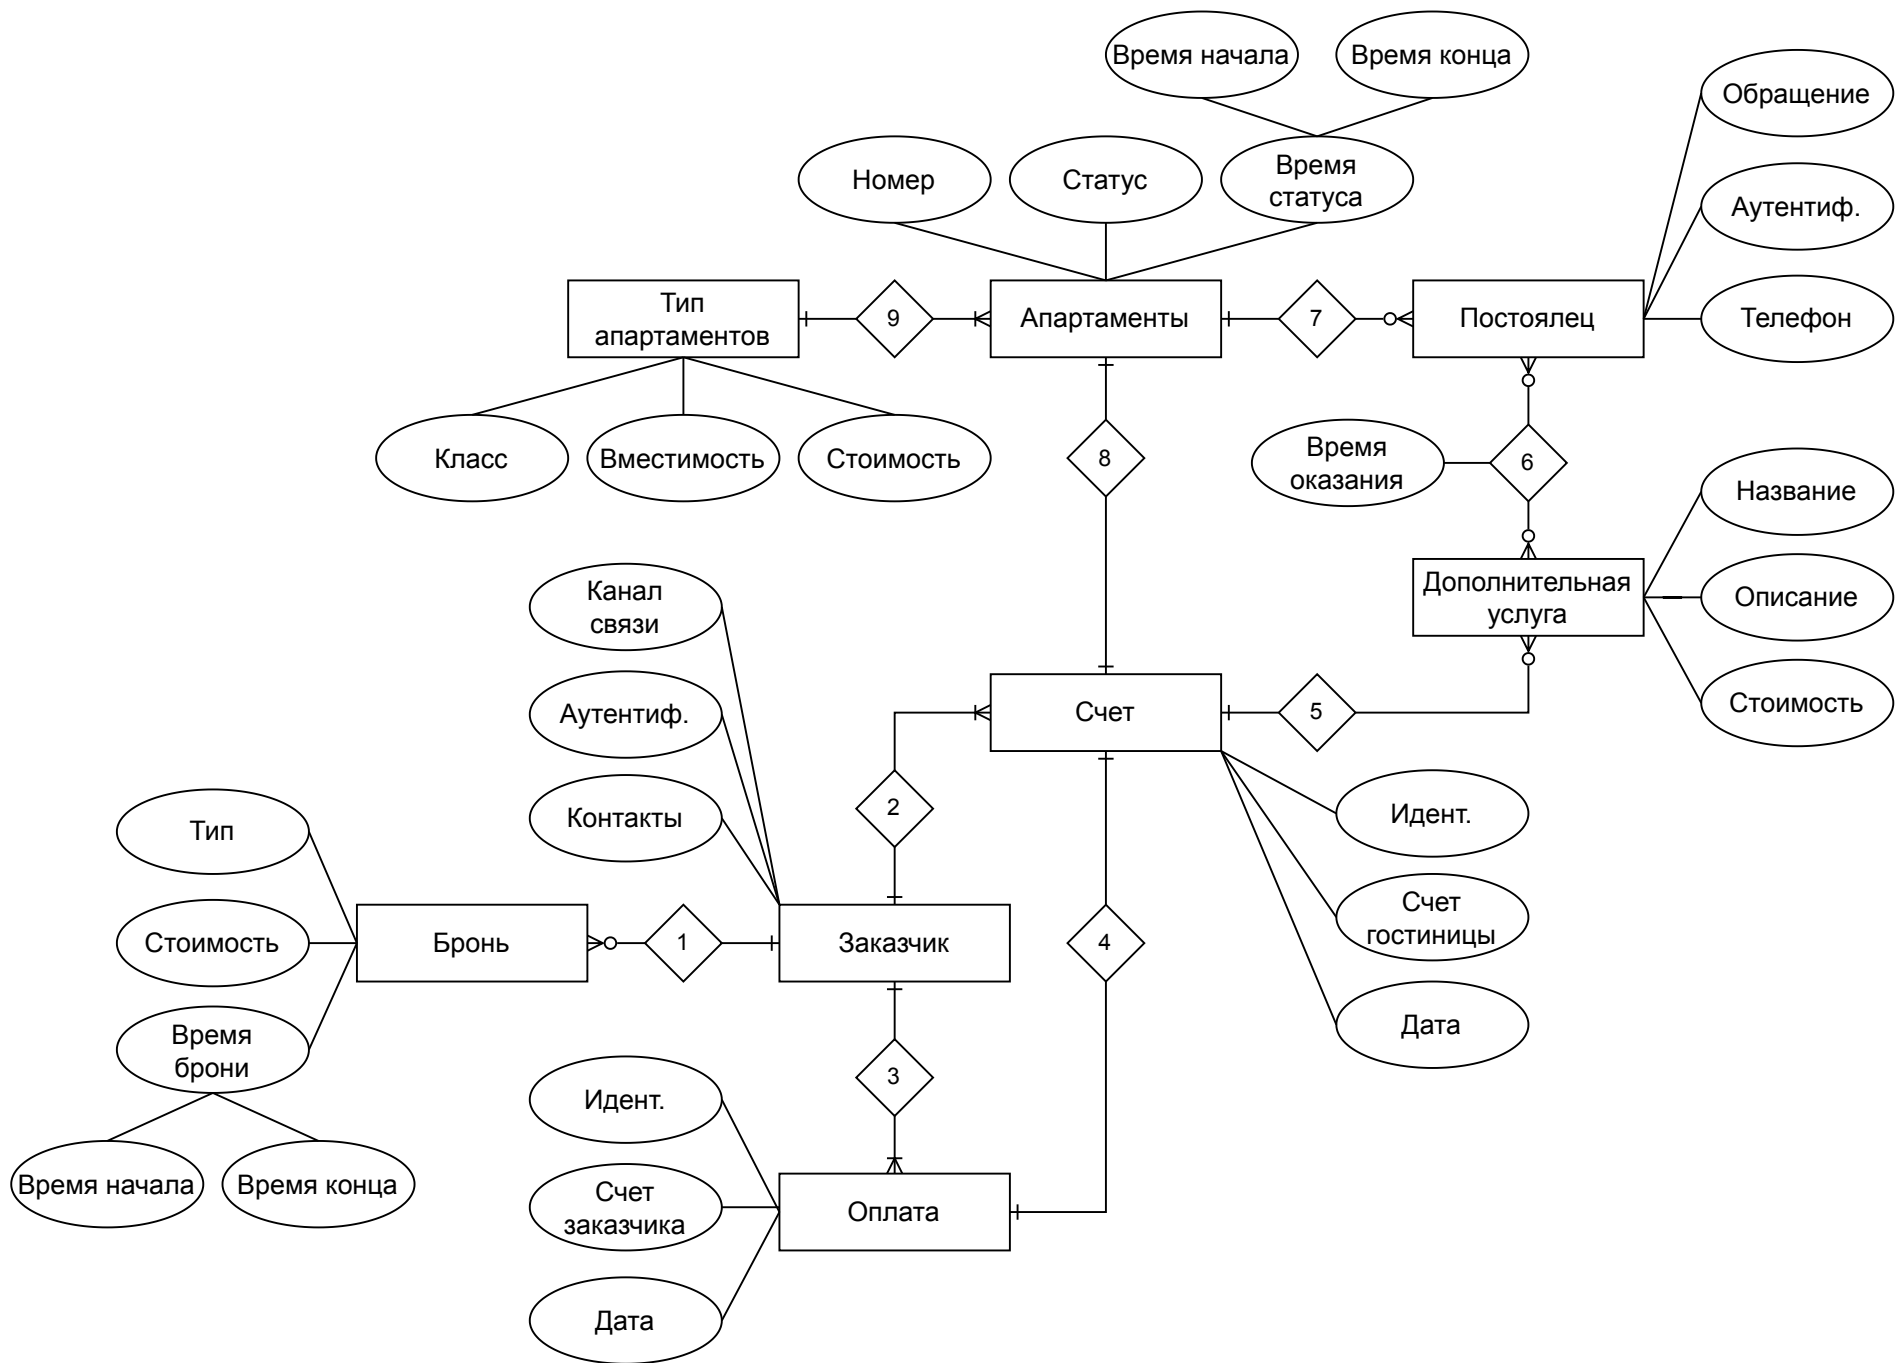 Время начала
Время конца
Обращение
Номер
Статус
Время
статуса
Аутентиф.
Тип
апартаментов
9
Апартаменты
7
Постоялец
Телефон
Класс
Вместимость
Стоимость
8
Время
оказания
6
Название
Дополнительная
услуга
Описание
Канал
связи
Стоимость
Аутентиф.
Счет
5
Контакты
2
Идент.
Тип
Счет
гостиницы
Стоимость
Бронь
1
Заказчик
4
Время
брони
Дата
3
Идент.
Время начала
Время конца
Счет
заказчика
Оплата
Дата